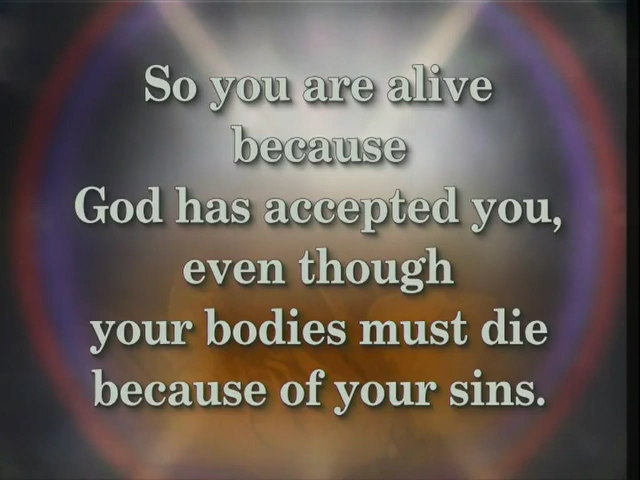 So you are alive
because
God has accepted you,
even though
your bodies must die
because of your sins.